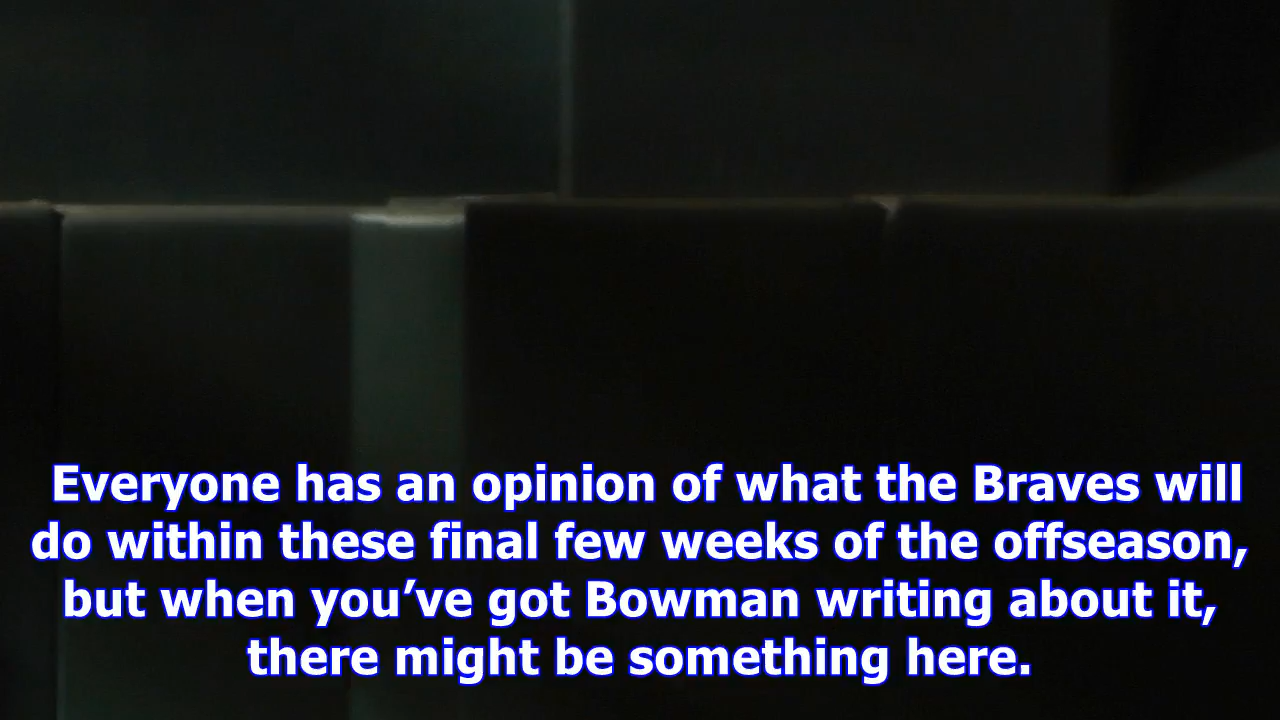 Everyone has an opinion of what the Braves will
do within these final few weeks of the offseason,
but when you’ve got Bowman writing about it,
there might be something here.